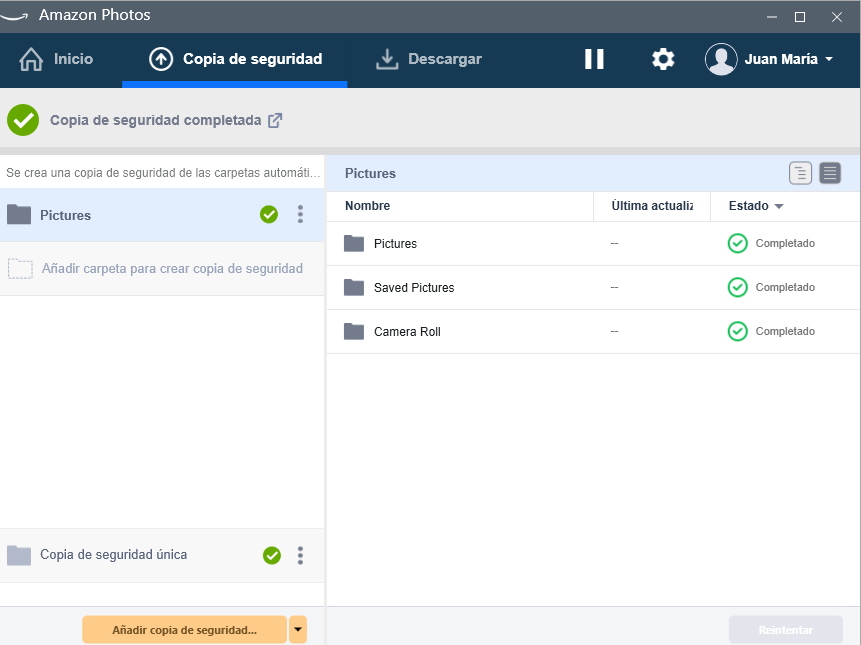 Amazon Photos
Inicio
Copia de seguridad
Descargar
Juan María
Copia de seguridad completada
Se crea una copia de seguridad de las carpetas automáti...
Pictures
Añadir carpeta para crear copia de seguridad
Copia de seguridad única
Añadir copia de seguridad...
Pictures
Nombre
Última actualiz
Estado
Pictures
--
Completado
Saved Pictures
--
Completado
Camera Roll
--
Completado
Reintentar